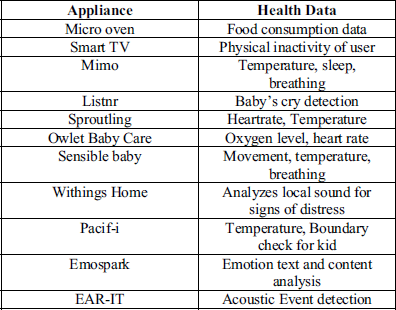 Appliance Health Data
Micro oven Food consumption data
Smart TV Physical inactivity of user
Mimo Temperature, sleep,
breathing
Listnr Baby's cry detection
Sproutling Heartrate, Temperature
Owlet Baby Care Oxygen level, heart rate
Sensible baby Movement, temperature,
breathing
Withings Home Analyzes local sound for
signs of distress
Pacif-i Temperature, Boundary
check for kid
Emospark Emotion text and content
analysis
EAR-IT Acoustic Event detection